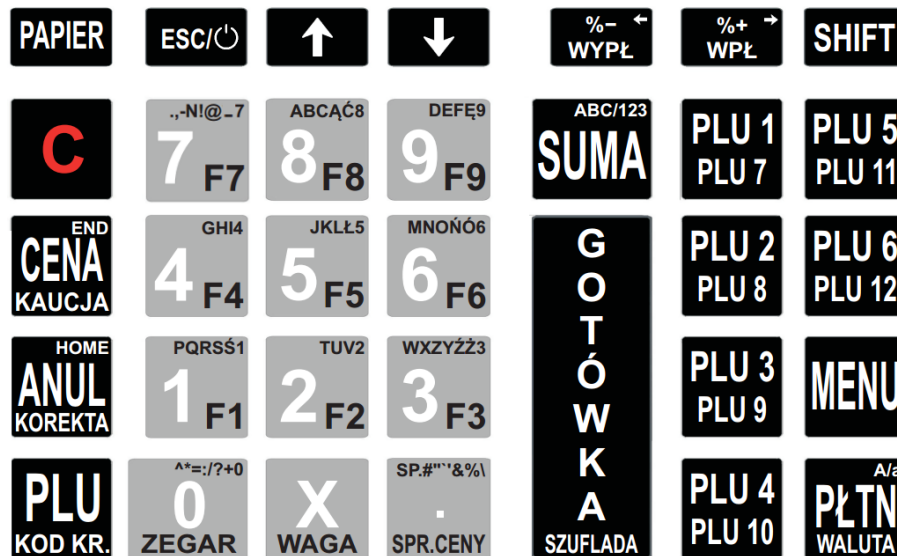 PAPIER
ESC/⏻
↑
↓
%− ←
WYPŁ
%+ →
WPŁ
SHIFT
C
.,-N!@_7
7 F7
ABCĄĆ8
8 F8
DEFĘ9
9 F9
ABC/123
SUMA
PLU 1
PLU 7
PLU 5
PLU 11
END
CENA
KAUCJA
GHI4
4 F4
JKLŁ5
5 F5
MNOŃÓ6
6 F6
GOTÓWKA
SZUFLADA
PLU 2
PLU 8
PLU 6
PLU 12
HOME
ANUL
KOREKTA
PQRSŚ1
1 F1
TUV2
2 F2
WXZYŹŻ3
3 F3
PLU 3
PLU 9
MENU
PLU
KOD KR.
^*=:/?+0
0
ZEGAR
X
WAGA
SP.#"`'&%\
.
SPR.CENY
PLU 4
PLU 10
A/a
PŁTN
WALUTA